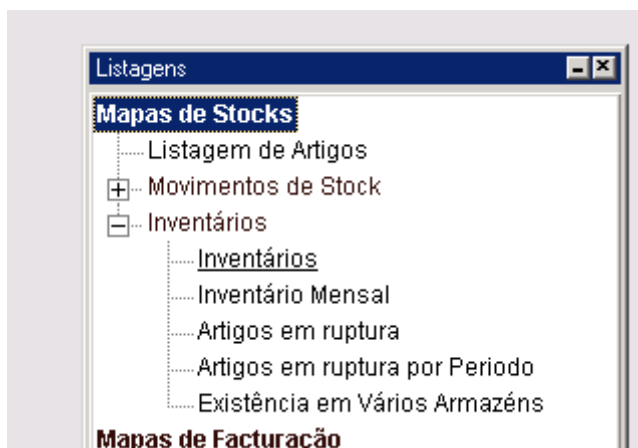 Listagens
Mapas de Stocks
Listagem de Artigos
Movimentos de Stock
Inventários
Inventários
Inventário Mensal
Artigos em ruptura
Artigos em ruptura por Periodo
Existência em Vários Armazéns
Mapas de Facturação